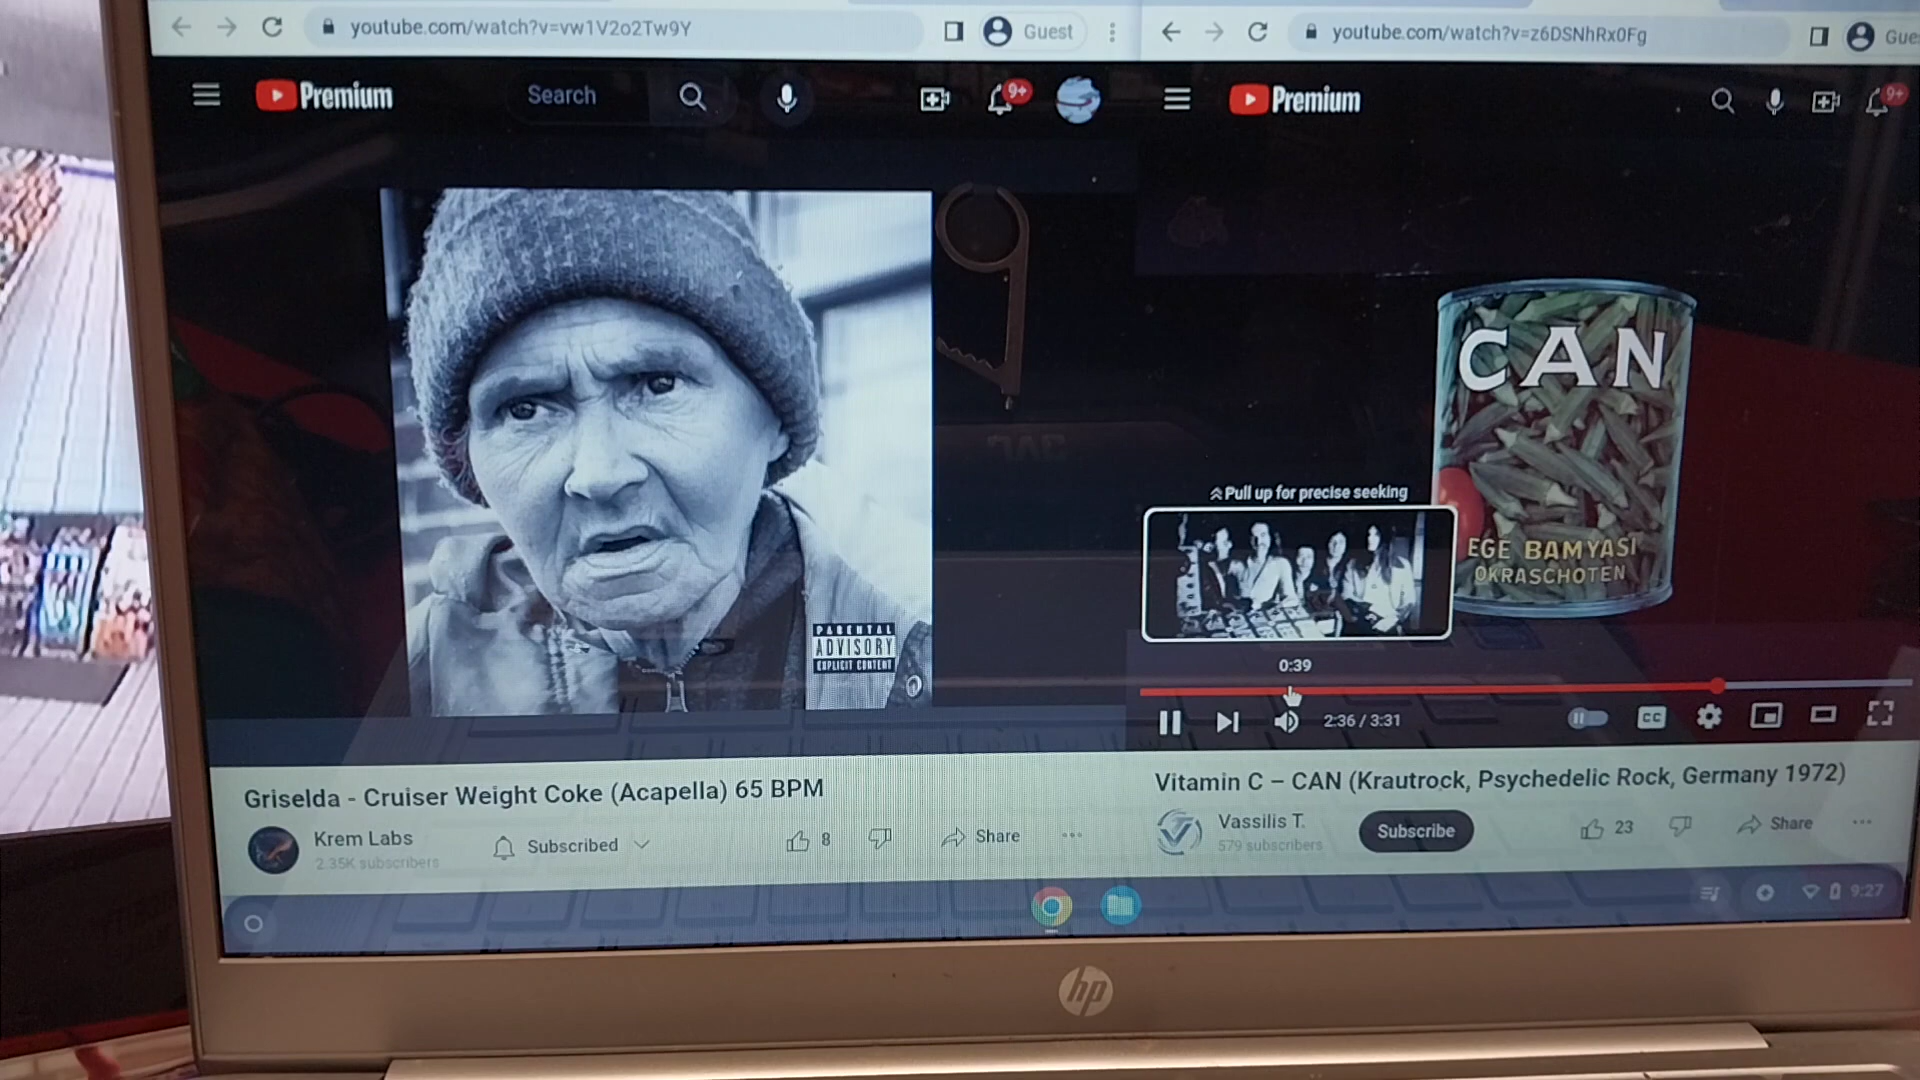 youtube.com/watch?v=vw1V2o2Tw9Y
Guest
youtube.com/watch?v=z6DSNhRx0Fg
Gue
Premium
Search
9+
Premium
9+
CAN
EGE BAMYASI
OKRASCHOTEN
Pull up for precise seeking
PARENTAL
ADVISORY
EXPLICIT CONTENT
0:39
2:36 / 3:31
CC
Griselda - Cruiser Weight Coke (Acapella) 65 BPM
Krem Labs
2.35K subscribers
Subscribed
8
Share
Vitamin C – CAN (Krautrock, Psychedelic Rock, Germany 1972)
Vassilis T.
579 subscribers
Subscribe
23
Share
9:27
hp